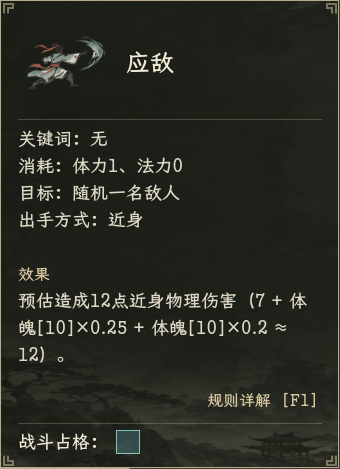 应敌
关键词: 无
消耗: 体力1、法力0
目标: 随机一名敌人
出手方式: 近身
效果
预估造成12点近身物理伤害（7 + 体
魄[10]×0.25 + 体魄[10]×0.2 ≈
12）。
规则详解 [F1]
战斗占格: